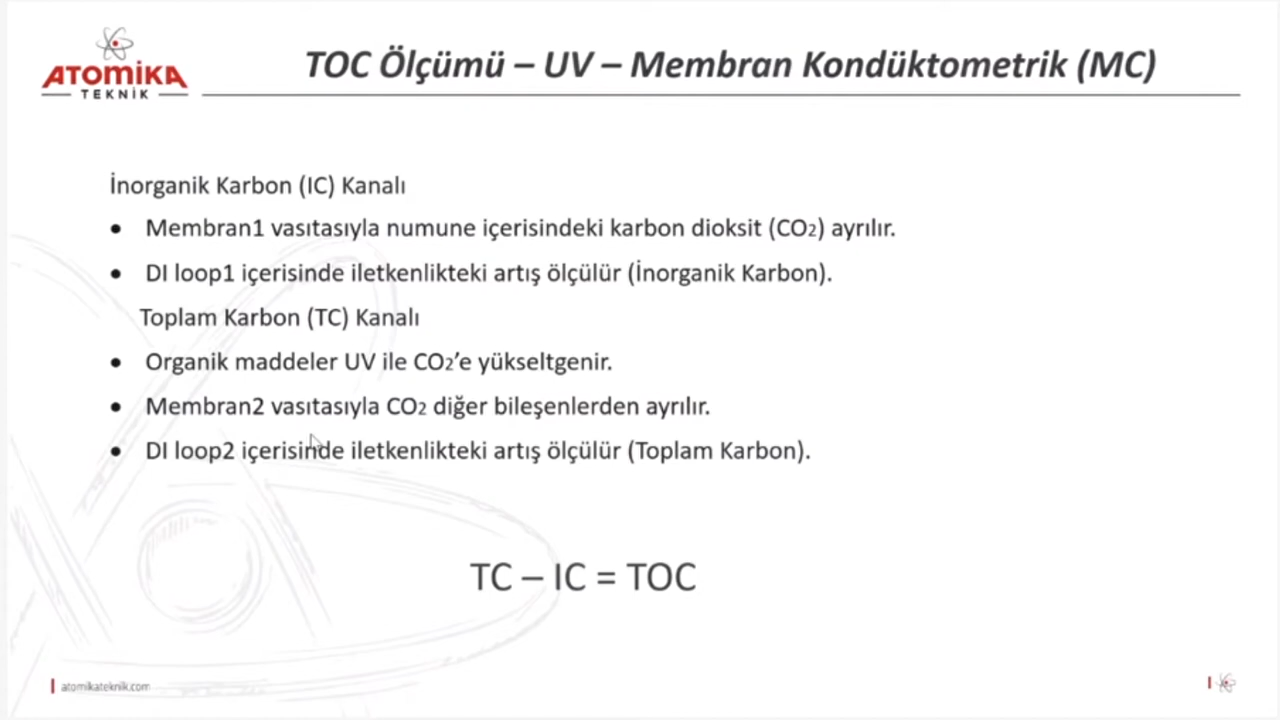 ATOMİKA
TEKNİK
TOC Ölçümü – UV – Membran Kondüktometrik (MC)
İnorganik Karbon (IC) Kanalı
• Membran1 vasıtasıyla numune içerisindeki karbon dioksit (CO₂) ayrılır.
• DI loop1 içerisinde iletkenlikteki artış ölçülür (İnorganik Karbon).
Toplam Karbon (TC) Kanalı
• Organik maddeler UV ile CO₂’e yükseltgenir.
• Membran2 vasıtasıyla CO₂ diğer bileşenlerden ayrılır.
• DI loop2 içerisinde iletkenlikteki artış ölçülür (Toplam Karbon).
TC – IC = TOC
atomikateknik.com